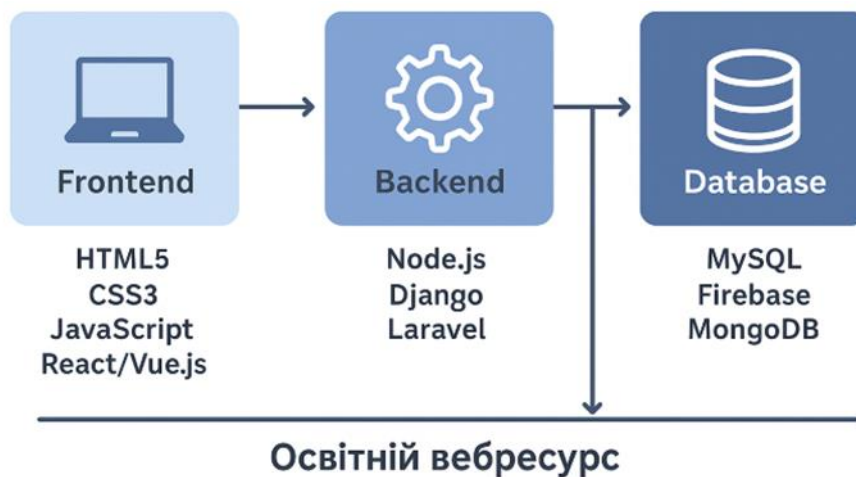 Frontend
HTML5
CSS3
JavaScript
React/Vue.js
Backend
Node.js
Django
Laravel
Database
MySQL
Firebase
MongoDB
Освітній вебресурс